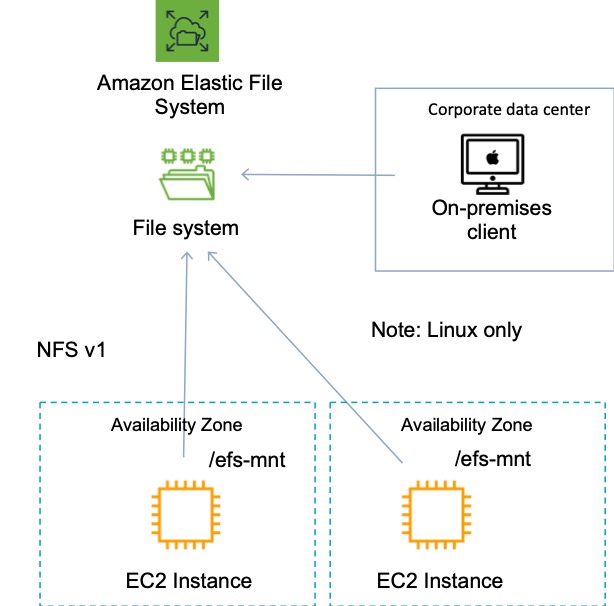 Amazon Elastic File
System
Corporate data center
On-premises
client
File system
Note: Linux only
NFS v1
Availability Zone
/efs-mnt
EC2 Instance
Availability Zone
/efs-mnt
EC2 Instance